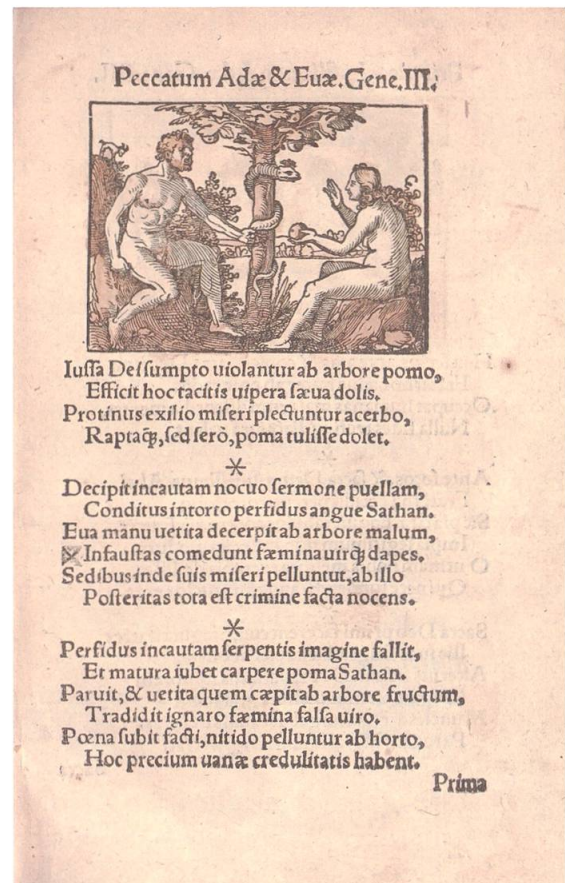 Peccatum Adæ & Euæ. Gene. III.
Iussa Dei sumpto uiolantur ab arbore pomo,
Efficit hoc tacitis uipera sæua dolis.
Protinus exilio miseri plectuntur acerbo,
Raptaq́;, sed serò, poma tulisse dolet.
*
Decipit incautam nocuo sermone puellam,
Conditus intorto perfidus angue Sathan.
Eua manu uetita decerpit ab arbore malum,
Infaustas comedunt fæmina uirq́; dapes.
Sedibus inde suis miseri pelluntut, ab illo
Posteritas tota est crimine facta nocens.
*
Perfidus incautam serpentis imagine fallit,
Et matura iubet carpere poma Sathan.
Paruit, & uetita quem cæpit ab arbore fructum,
Tradidit ignaro fæmina falsa uiro.
Pœna subit facti, nitido pelluntur ab horto,
Hoc precium uanæ credulitatis habent.
Prima